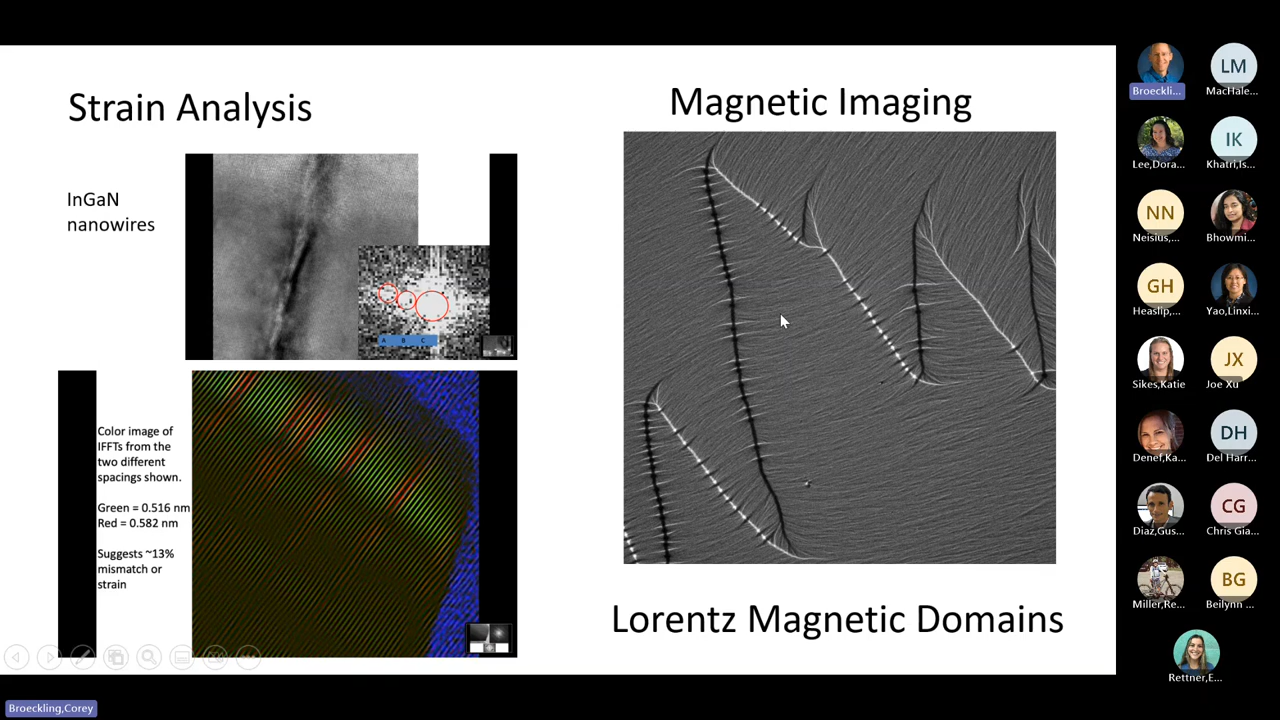 Strain Analysis
InGaN
nanowires
A B C
Color image of
IFFTs from the
two different
spacings shown.
Green = 0.516 nm
Red = 0.582 nm
Suggests ~13%
mismatch or
strain
Magnetic Imaging
Lorentz Magnetic Domains
Broeckli...
LM
MacHale...
Lee,Dora...
IK
Khatri,Is...
NN
Neisius,...
Bhowmi...
GH
Heaslip,...
Yao,Linxi...
Sikes,Katie
JX
Joe Xu
Denef,Ka...
DH
Del Harr...
Diaz,Gus...
CG
Chris Gia...
Miller,Re...
BG
Beilynn ...
Rettner,E...
Broeckling,Corey